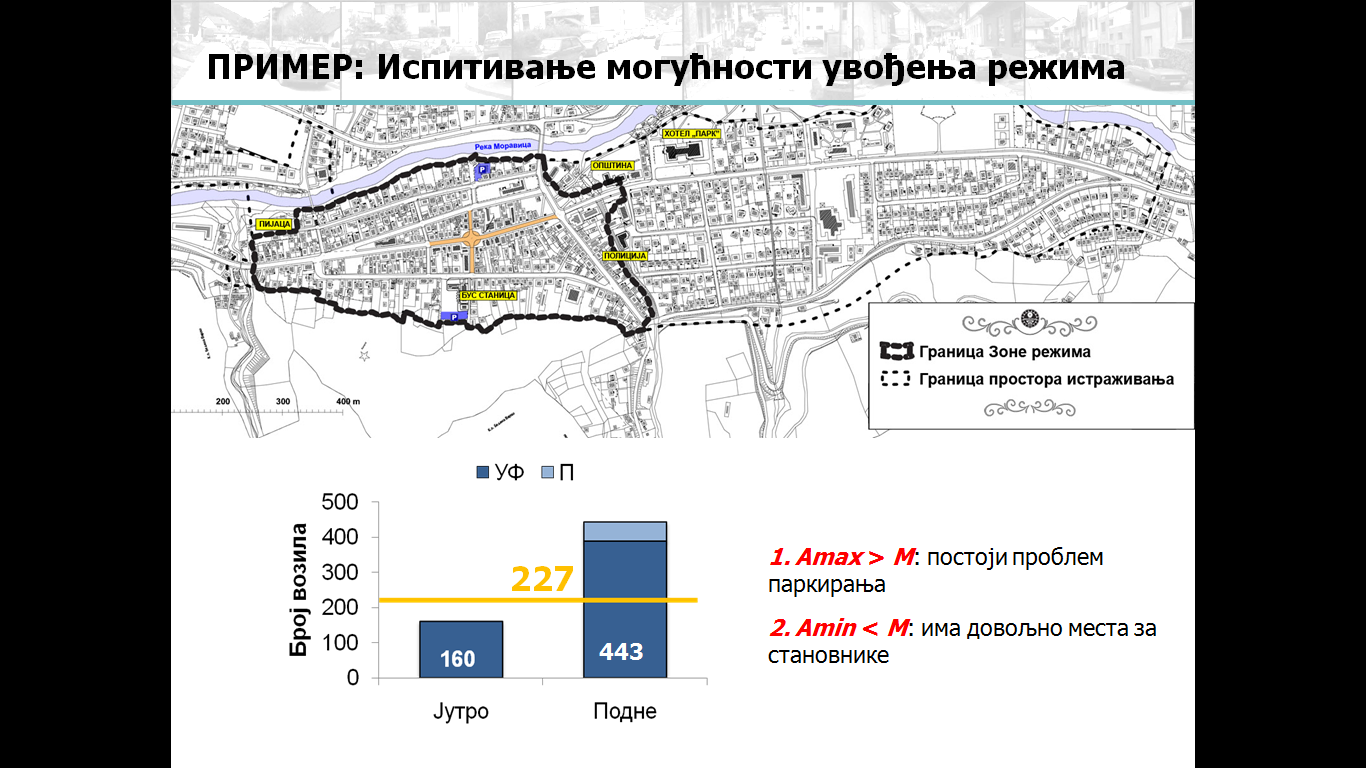 ПРИМЕР: Испитивање могућности увођења режима
ХОТЕЛ „ПАРК"
Река Моравица
ОПШТИНА
P
ПИЈАЦА
ПОЛИЦИЈА
БУС СТАНИЦА
P
Граница Зоне режима
Граница простора истраживања
200 300 400 m
УФ П
Број возила
500
400
300
200
100
0
227
160
443
Јутро Подне
1. Amax > M: постоји проблем
паркирања
2. Amin < M: има довољно места за
становнике